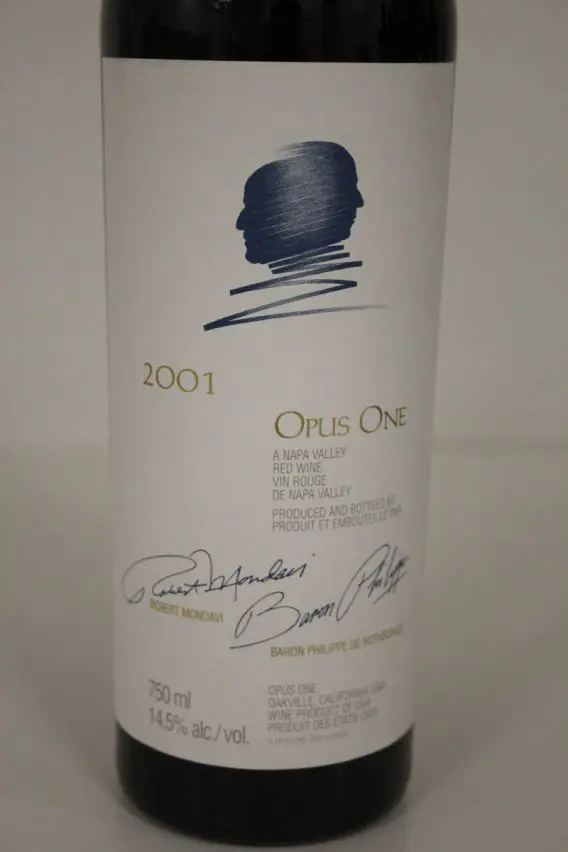 2001
OPUS ONE
A NAPA VALLEY
RED WINE
VIN ROUGE
DE NAPA VALLEY
PRODUCED AND BOTTLED BY
PRODUIT ET EMBOUTEILLÉ PAR
Robert Mondavi
Baron Philippe
ROBERT MONDAVI
BARON PHILIPPE DE ROTHSCHILD
750 ml
14.5% alc./vol.
OPUS ONE
OAKVILLE, CALIFORNIA, USA
WINE PRODUCT OF USA
PRODUIT DES ÉTATS-UNIS